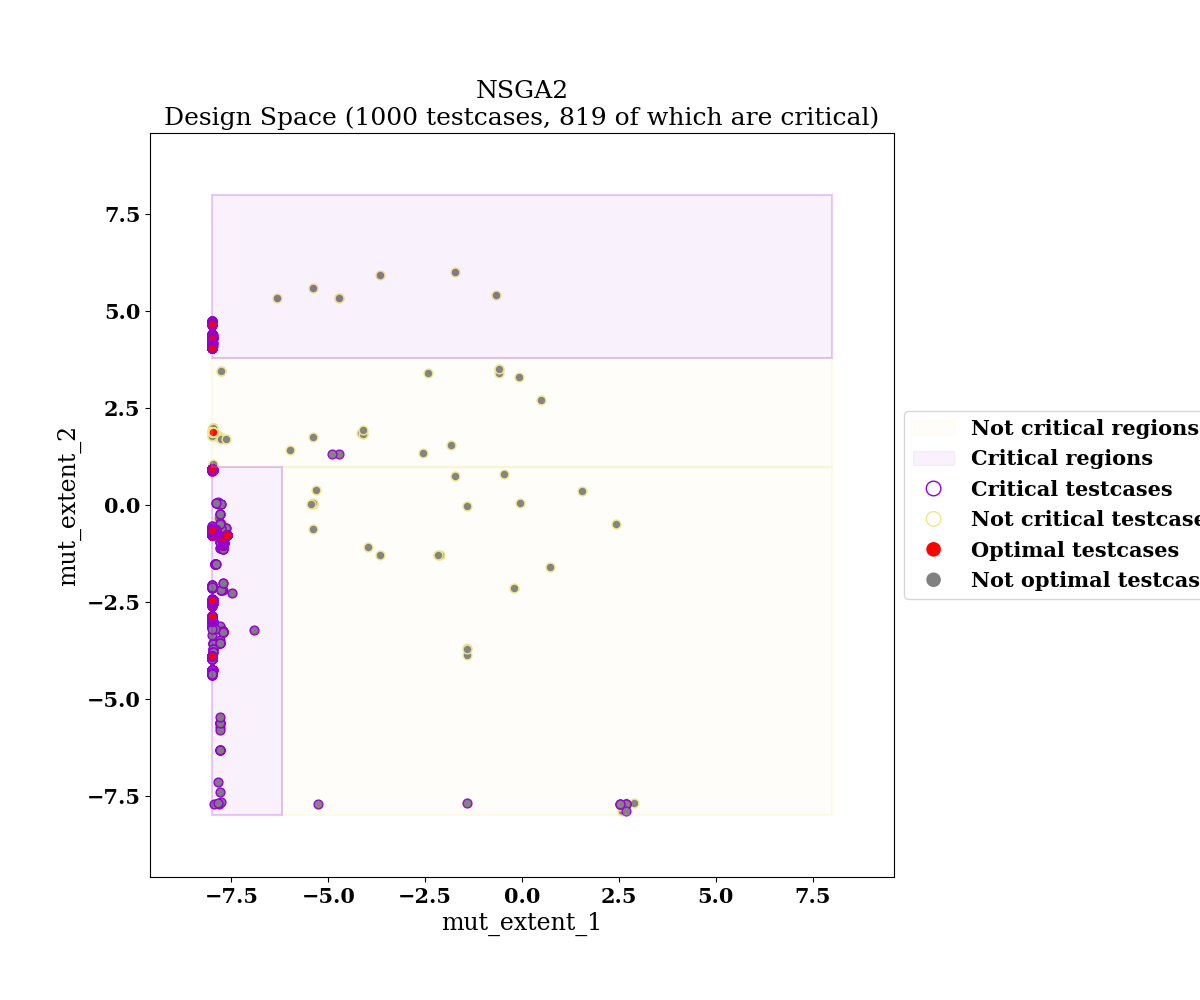 NSGA2
Design Space (1000 testcases, 819 of which are critical)
mut_extent_2
7.5
5.0
2.5
0.0
−2.5
−5.0
−7.5
−7.5
−5.0
−2.5
0.0
2.5
5.0
7.5
mut_extent_1
Not critical regions
Critical regions
Critical testcases
Not critical testcase
Optimal testcases
Not optimal testcas